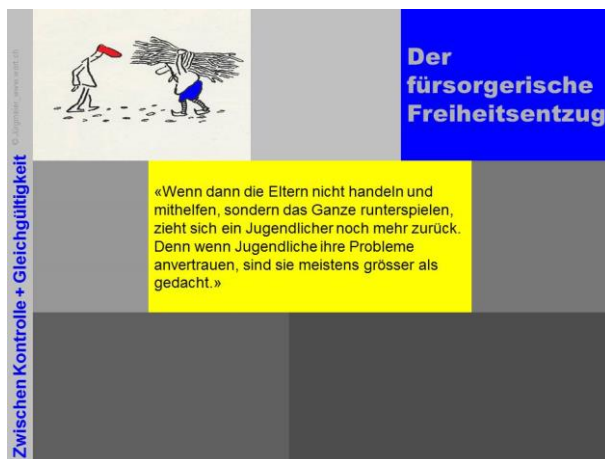 Der
fürsorgerische
Freiheitsentzug
«Wenn dann die Eltern nicht handeln und
mithelfen, sondern das Ganze runterspielen,
zieht sich ein Jugendlicher noch mehr zurück.
Denn wenn Jugendliche ihre Probleme
anvertrauen, sind sie meistens grösser als
gedacht.»
Zwischen Kontrolle + Gleichgültigkeit